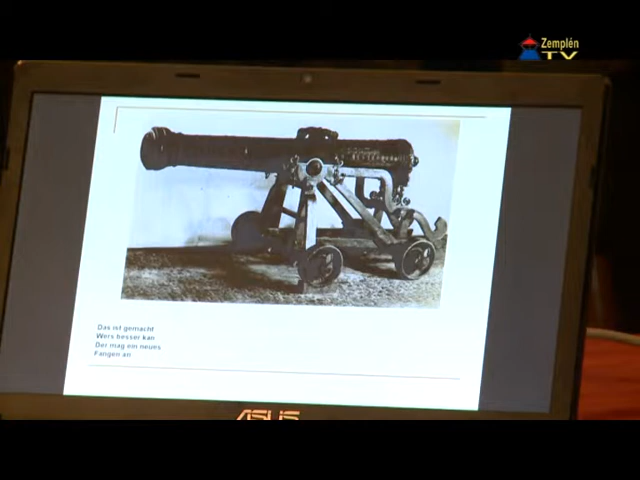 Zemplén
TV
Das ist gemacht
Wers besser kan
Der mag ein neues
Fangen an
ASUS